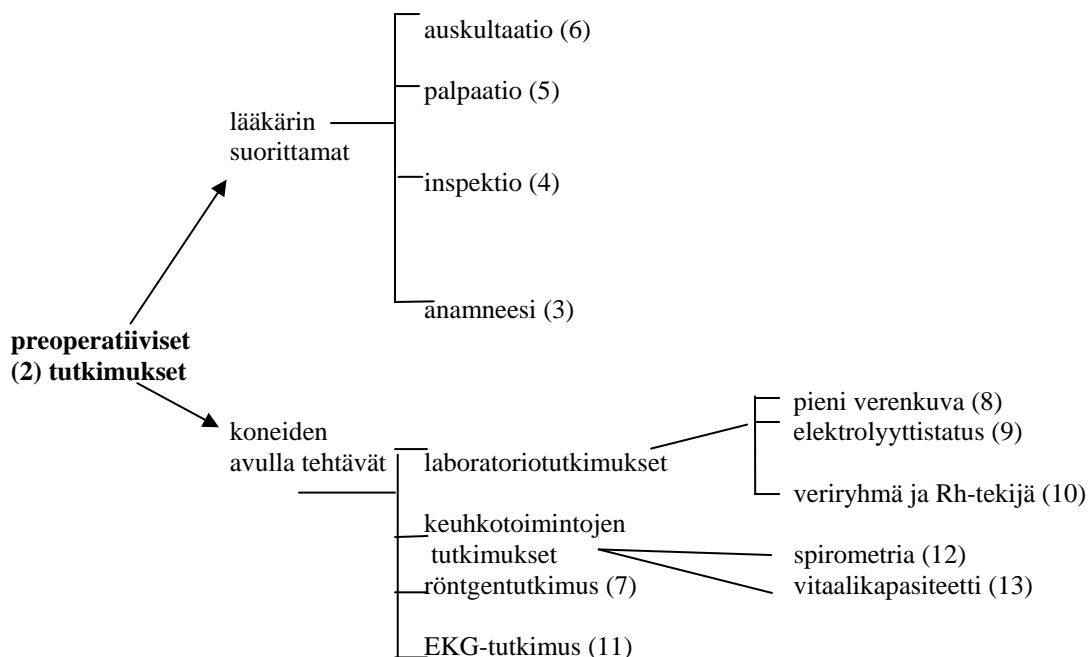 auskultaatio (6)
palpaatio (5)
lääkärin
suorittamat
inspektio (4)
anamneesi (3)
preoperatiiviset
(2) tutkimukset
koneiden
avulla tehtävät
laboratoriotutkimukset
pieni verenkuva (8)
elektrolyyttistatus (9)
veriryhmä ja Rh-tekijä (10)
keuhkotoimintojen
tutkimukset
spirometria (12)
vitaalikapasiteetti (13)
röntgentutkimus (7)
EKG-tutkimus (11)